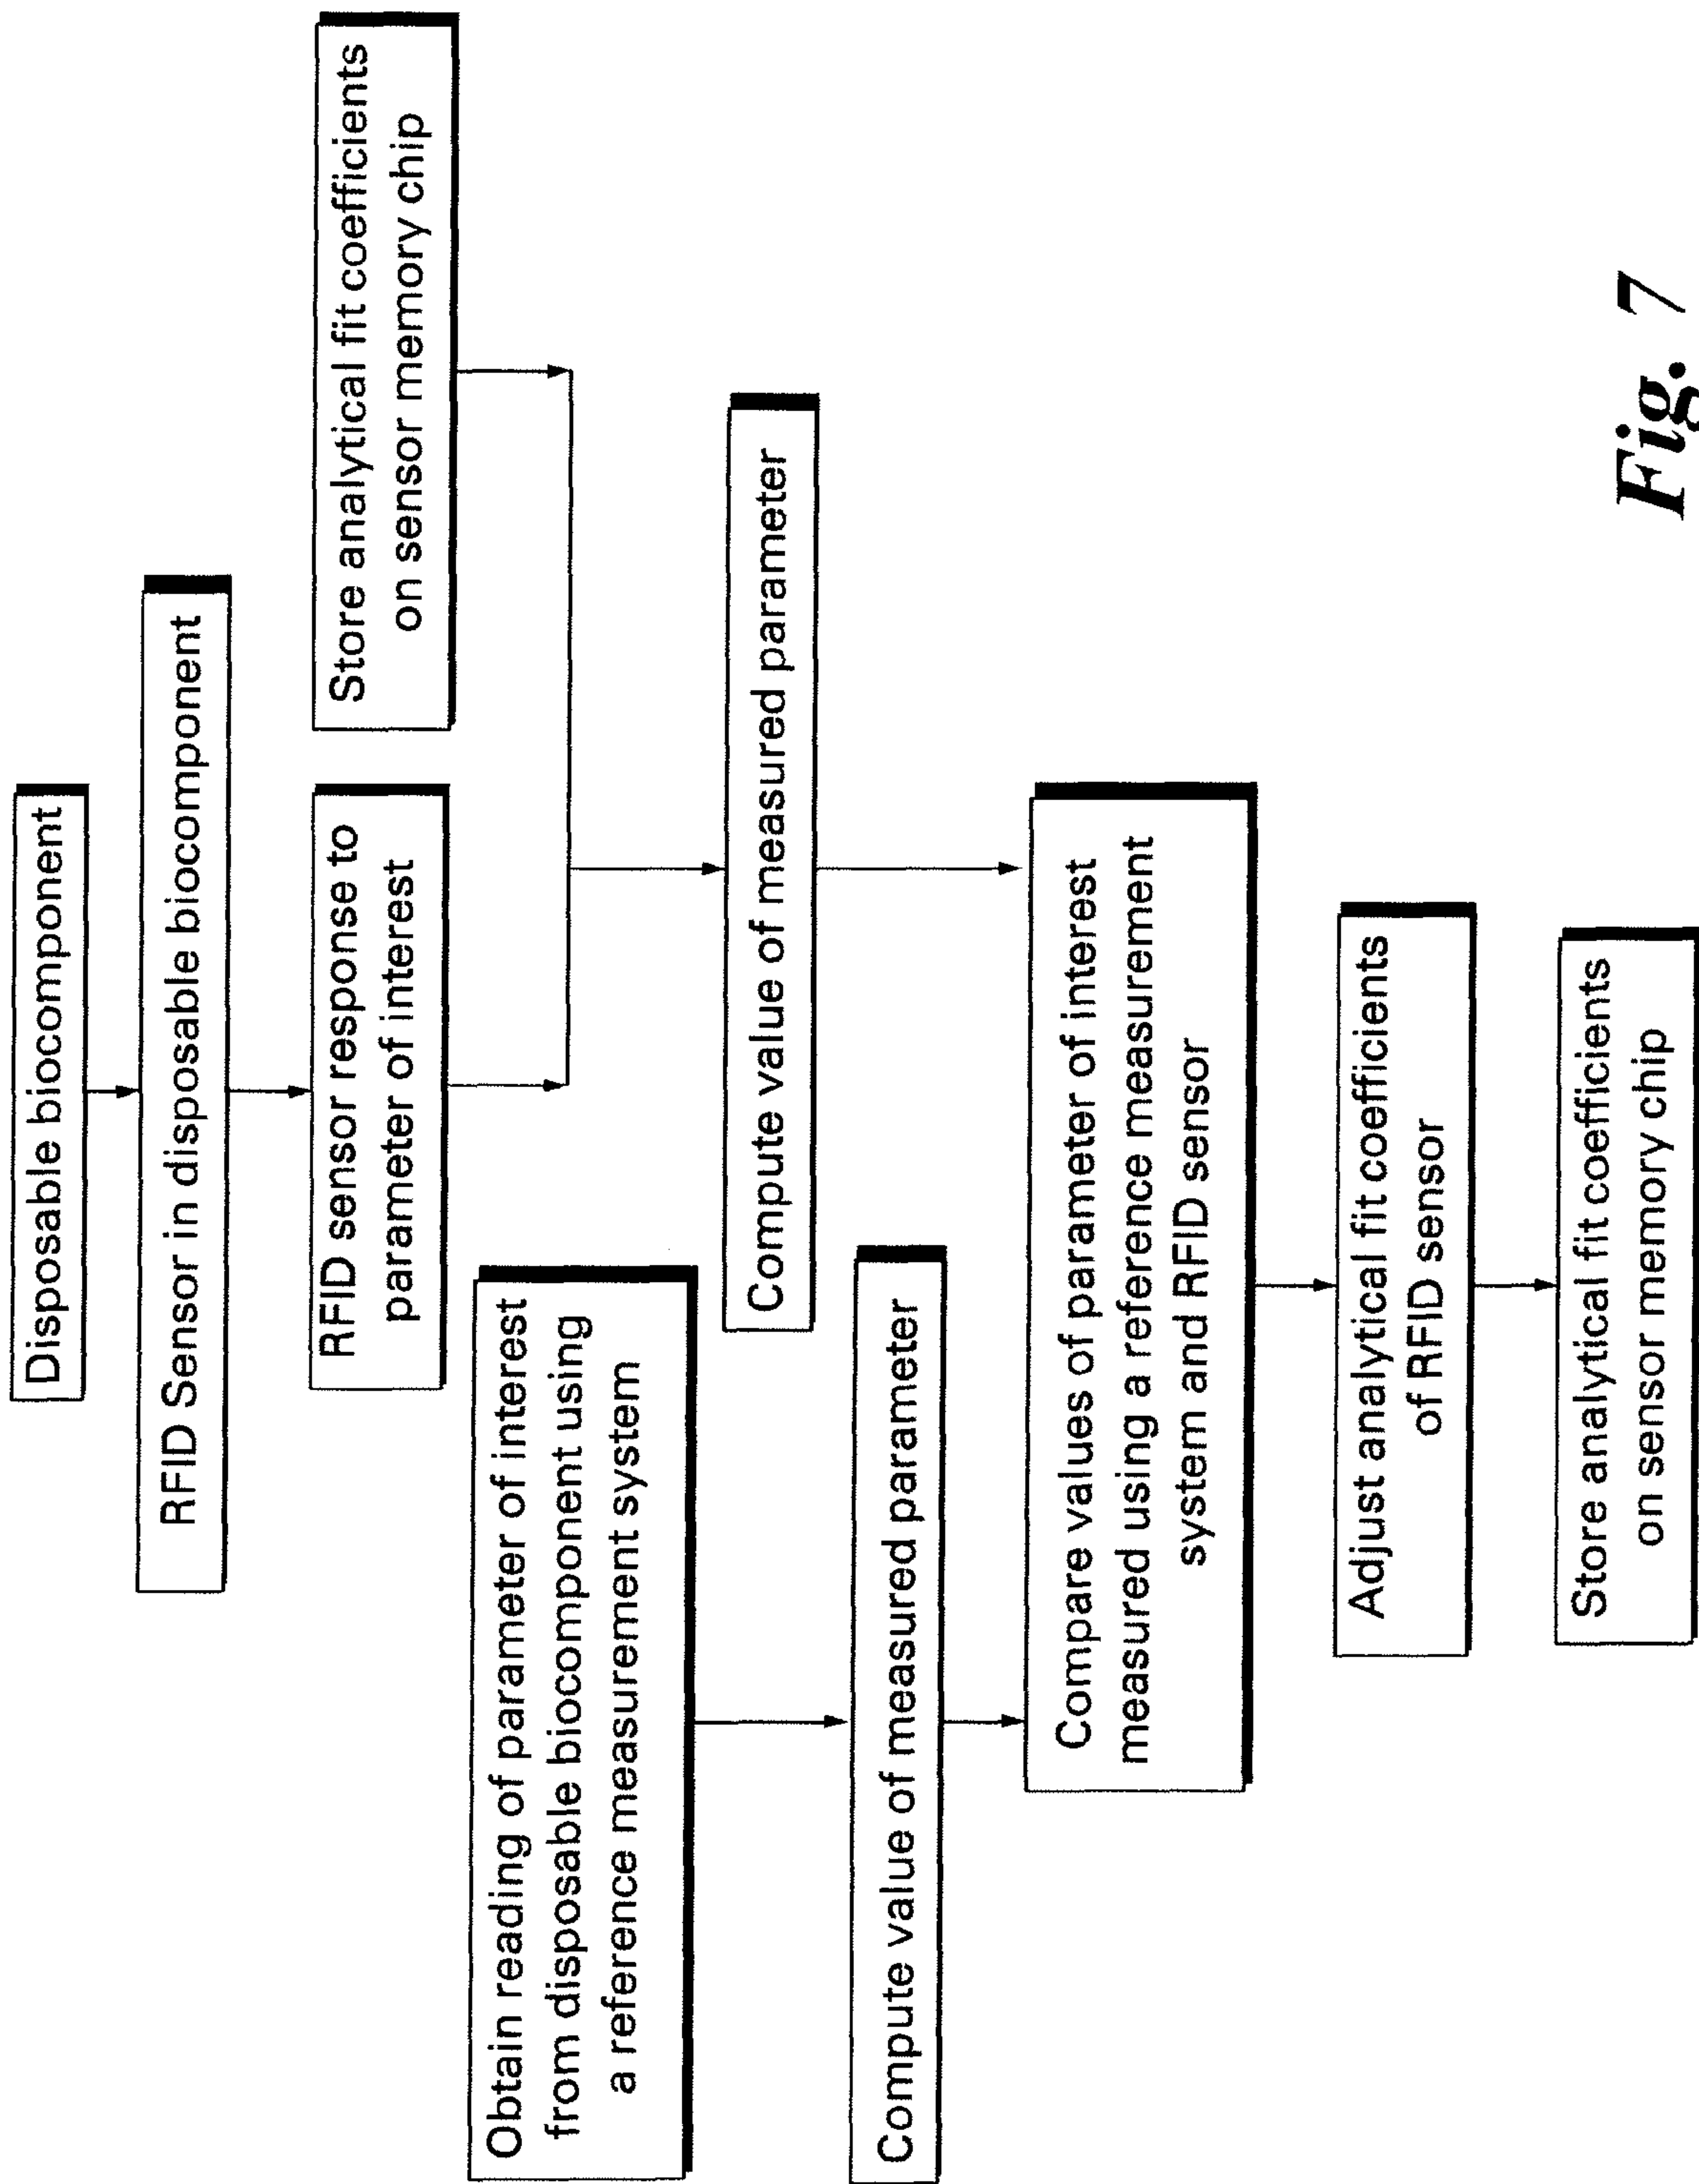 Disposable biocomponent
RFID Sensor in disposable biocomponent
RFID sensor response to
parameter of interest
Store analytical fit coefficients
on sensor memory chip
Obtain reading of parameter of interest
from disposable biocomponent using
a reference measurement system
Compute value of measured parameter
Compute value of measured parameter
Compare values of parameter of interest
measured using a reference measurement
system and RFID sensor
Adjust analytical fit coefficients
of RFID sensor
Store analytical fit coefficients
on sensor memory chip
Fig. 7